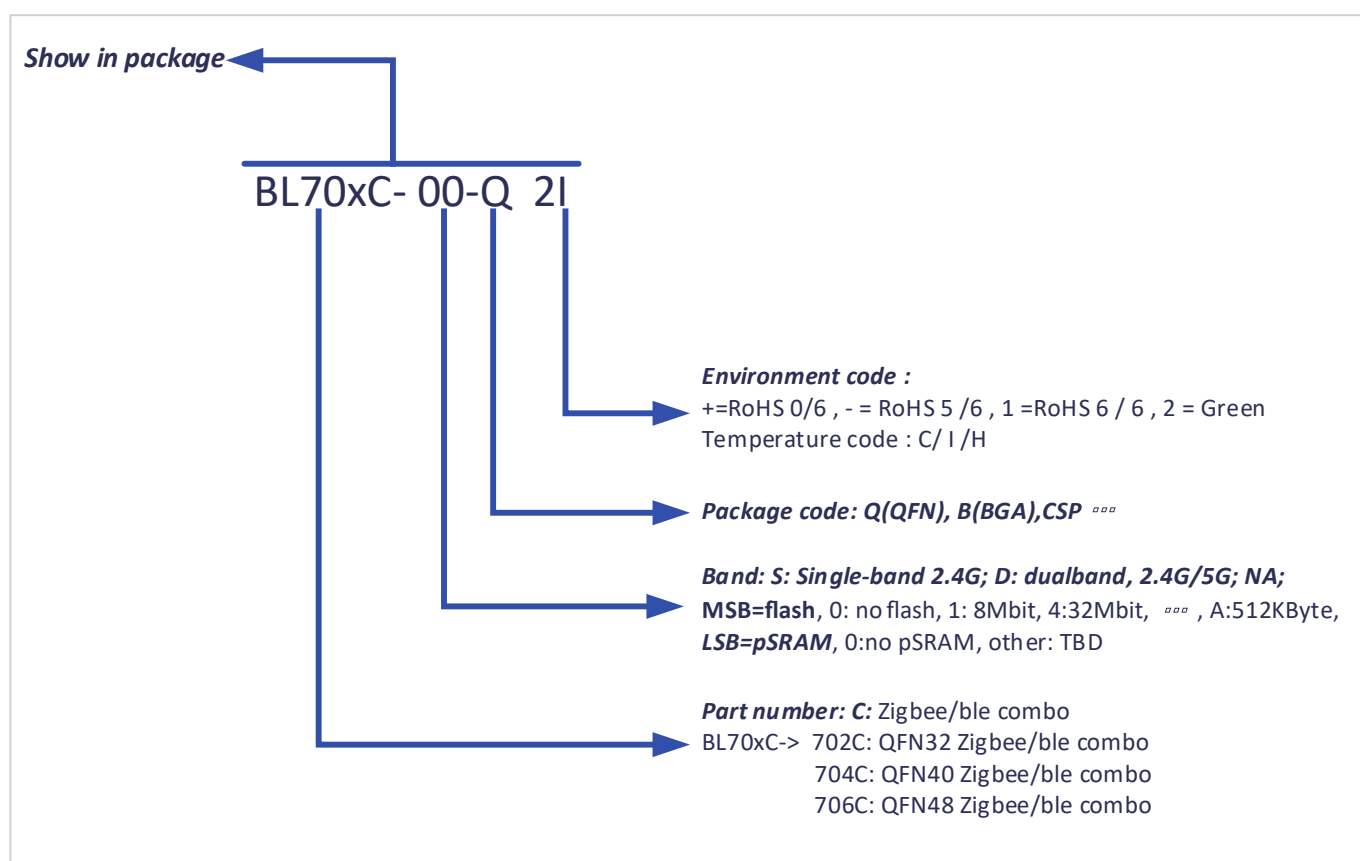 Show in package
BL70xC- 00-Q 2I
Environment code :
+=RoHS 0/6 , - = RoHS 5 /6 , 1 =RoHS 6 / 6 , 2 = Green
Temperature code : C/ I /H
Package code: Q(QFN), B(BGA),CSP ▫▫▫
Band: S: Single-band 2.4G; D: dualband, 2.4G/5G; NA;
MSB=flash, 0: no flash, 1: 8Mbit, 4:32Mbit, ▫▫▫ , A:512KByte,
LSB=pSRAM, 0:no pSRAM, other: TBD
Part number: C: Zigbee/ble combo
BL70xC-> 702C: QFN32 Zigbee/ble combo
704C: QFN40 Zigbee/ble combo
706C: QFN48 Zigbee/ble combo